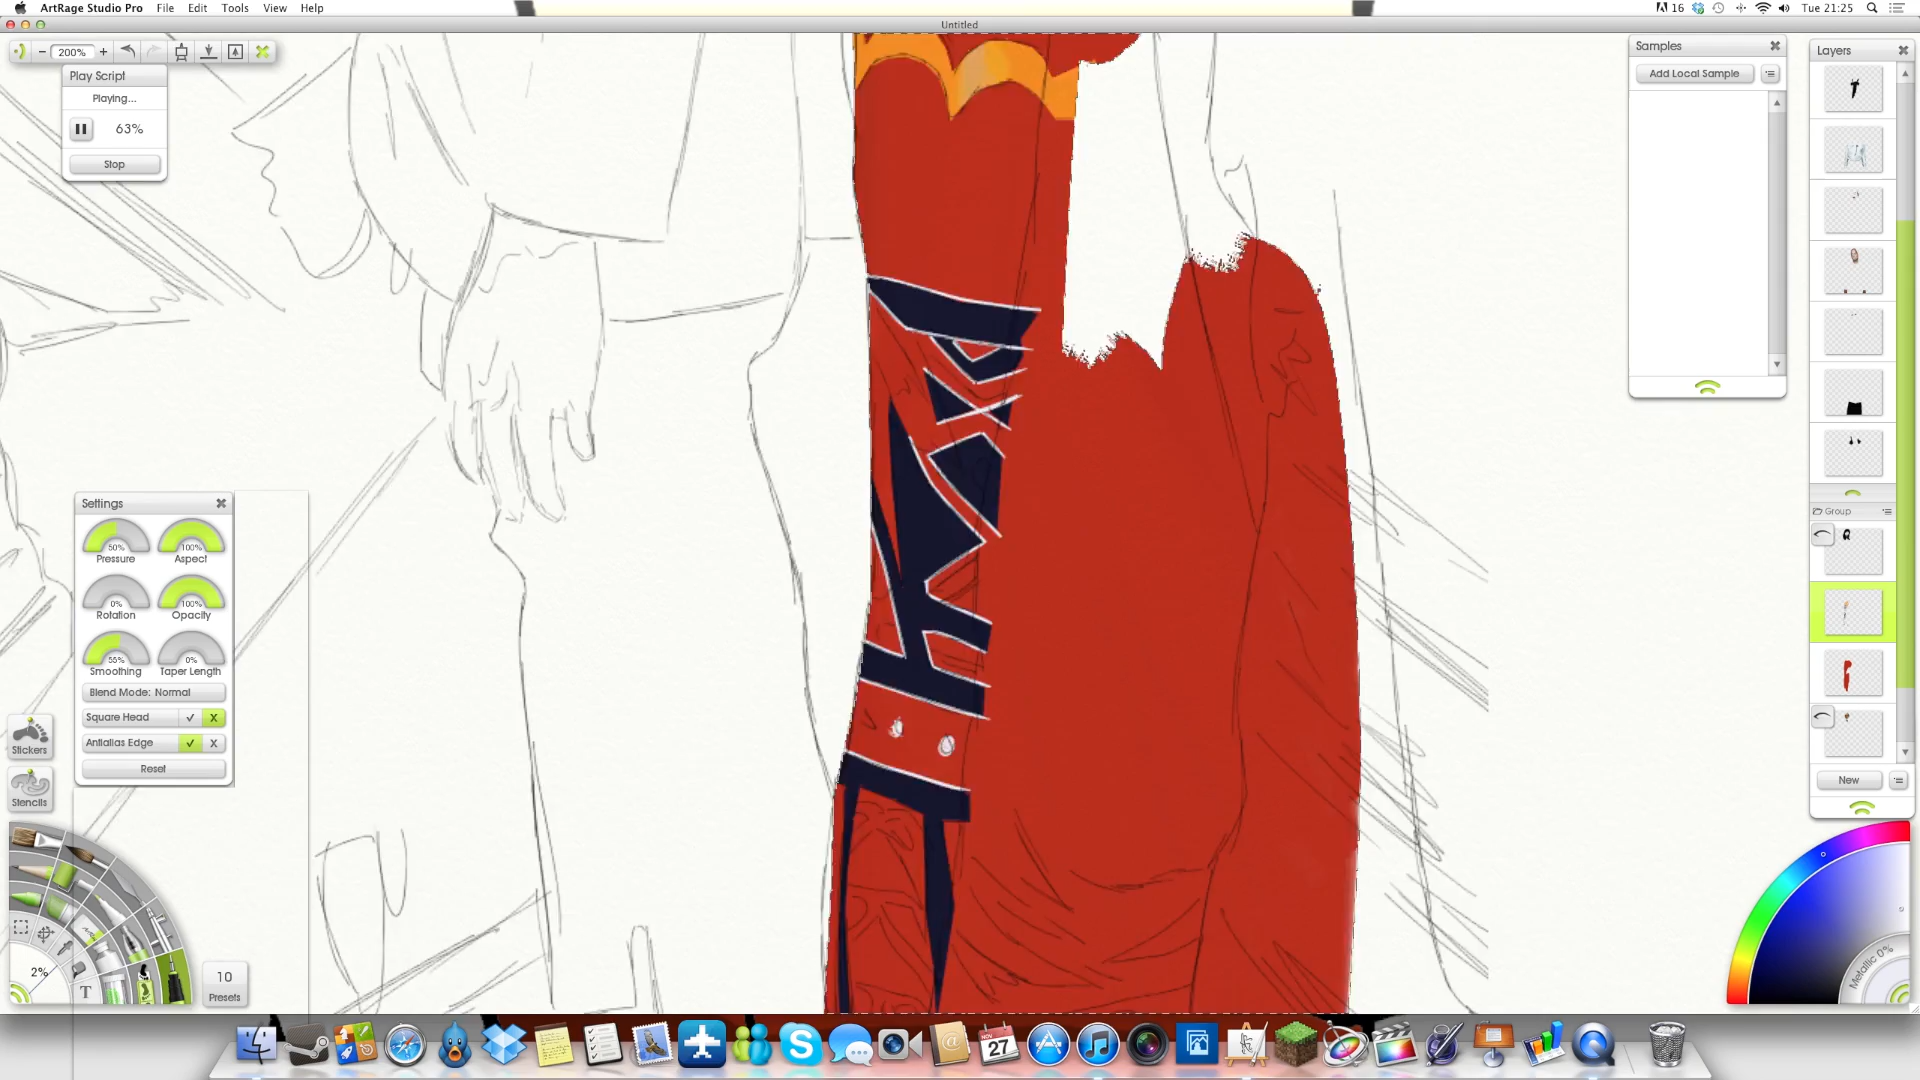 ArtRage Studio Pro File Edit Tools View Help
16 Tue 21:25
Untitled
200%
Play Script
Playing...
63%
Stop
Samples
Add Local Sample
Layers
Group
New
Settings
50% 100%
Pressure Aspect
0% 100%
Rotation Opacity
55% 0%
Smoothing Taper Length
Blend Mode: Normal
Square Head
Antialias Edge
Reset
Stickers
Stencils
2%
T
10
Presets
Metallic 0%
NOV
27